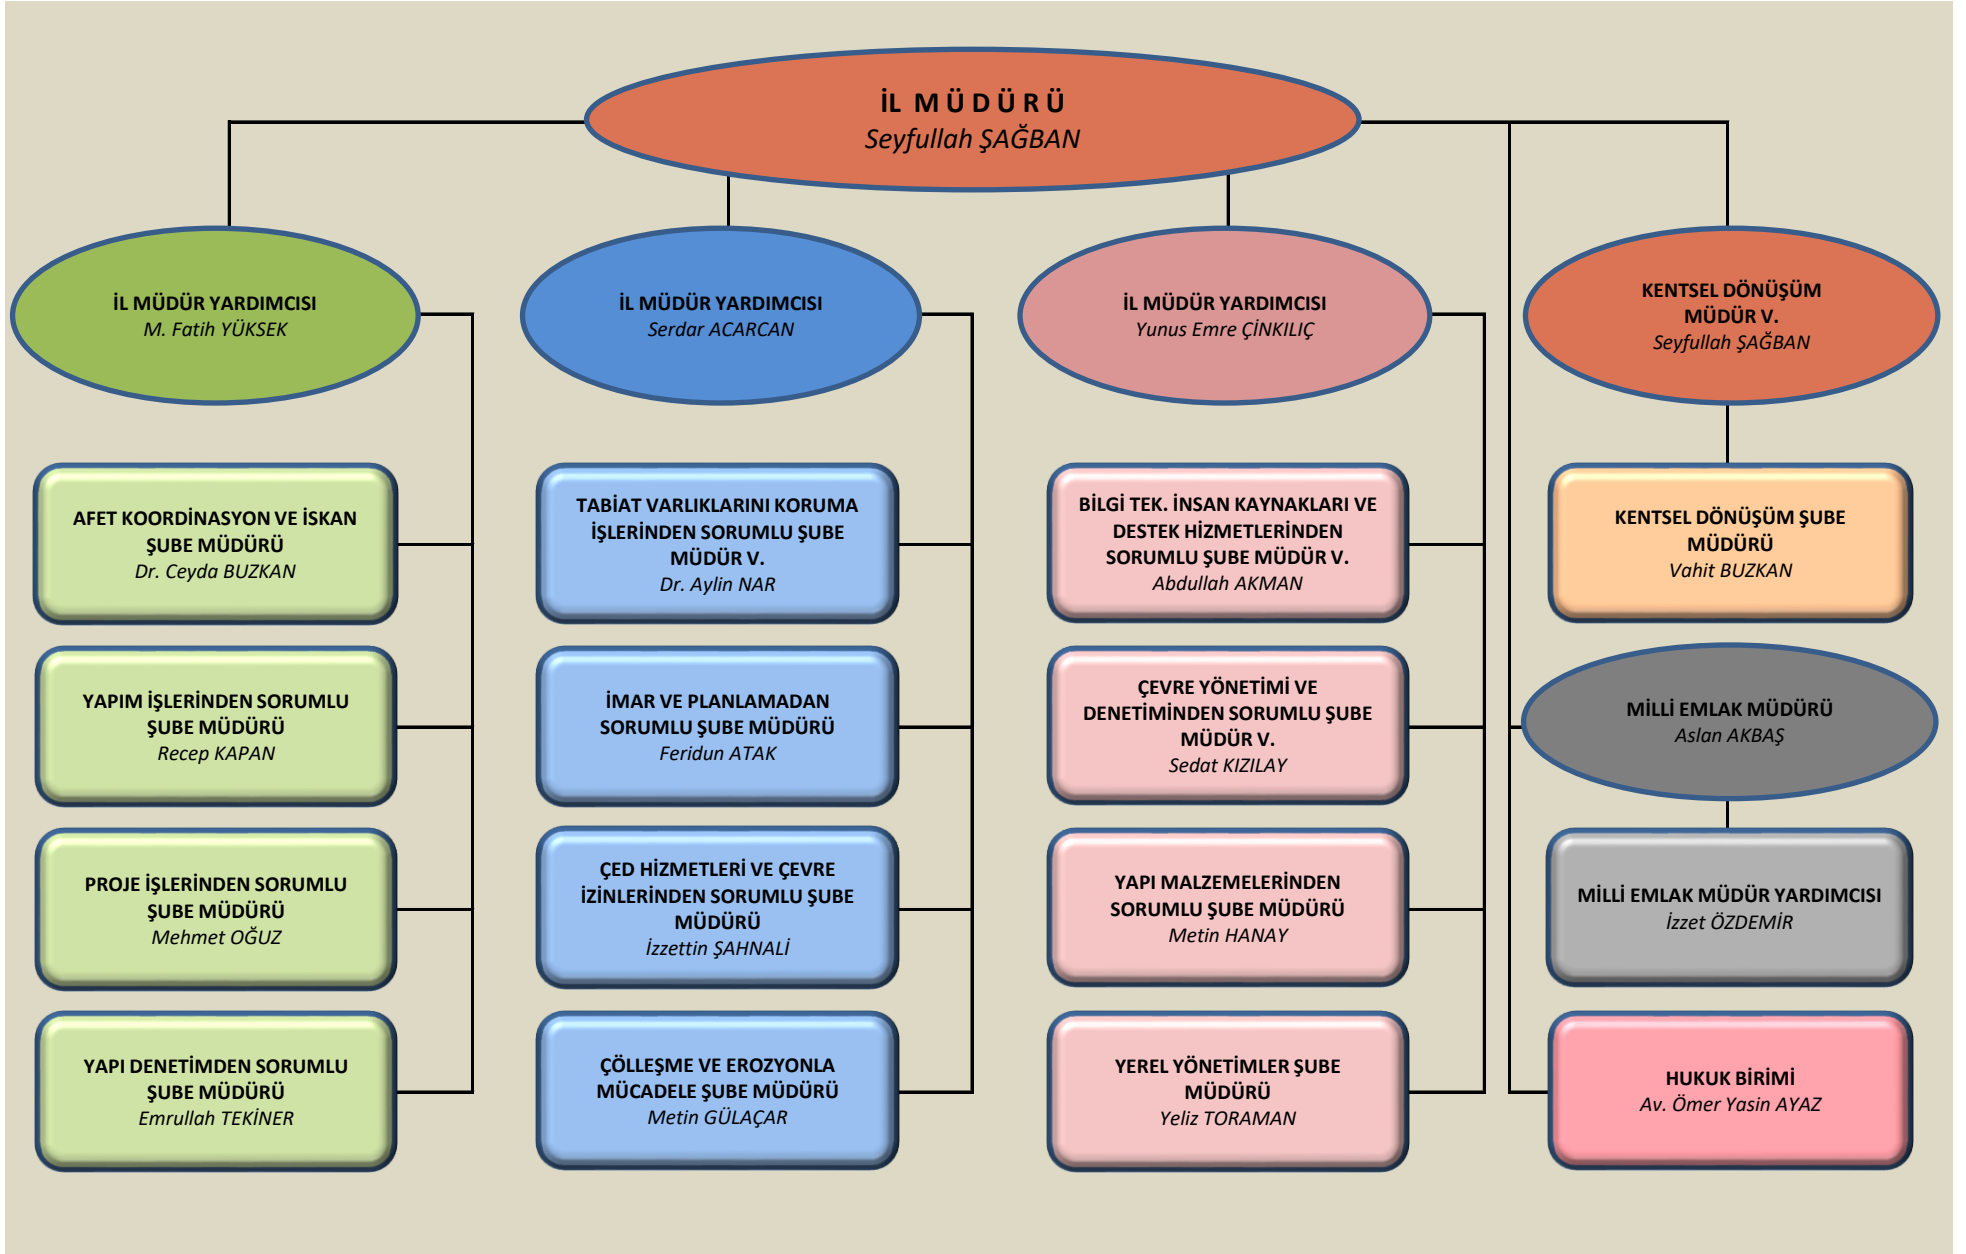 İL MÜDÜRÜ
Seyfullah ŞAĞBAN
İL MÜDÜR YARDIMCISI
M. Fatih YÜKSEK
İL MÜDÜR YARDIMCISI
Serdar ACARCAN
İL MÜDÜR YARDIMCISI
Yunus Emre ÇİNKILIÇ
KENTSEL DÖNÜŞÜM
MÜDÜR V.
Seyfullah ŞAĞBAN
AFET KOORDİNASYON VE İSKAN
ŞUBE MÜDÜRÜ
Dr. Ceyda BUZKAN
TABİAT VARLIKLARINI KORUMA
İŞLERİNDEN SORUMLU ŞUBE
MÜDÜR V.
Dr. Aylin NAR
BİLGİ TEK. İNSAN KAYNAKLARI VE
DESTEK HİZMETLERİNDEN
SORUMLU ŞUBE MÜDÜR V.
Abdullah AKMAN
KENTSEL DÖNÜŞÜM ŞUBE
MÜDÜRÜ
Vahit BUZKAN
YAPIM İŞLERİNDEN SORUMLU
ŞUBE MÜDÜRÜ
Recep KAPAN
İMAR VE PLANLAMADAN
SORUMLU ŞUBE MÜDÜRÜ
Feridun ATAK
ÇEVRE YÖNETİMİ VE
DENETİMİNDEN SORUMLU ŞUBE
MÜDÜR V.
Sedat KIZILAY
MİLLİ EMLAK MÜDÜRÜ
Aslan AKBAŞ
PROJE İŞLERİNDEN SORUMLU
ŞUBE MÜDÜRÜ
Mehmet OĞUZ
ÇED HİZMETLERİ VE ÇEVRE
İZİNLERİNDEN SORUMLU ŞUBE
MÜDÜRÜ
İzzettin ŞAHNALİ
YAPI MALZEMELERİNDEN
SORUMLU ŞUBE MÜDÜRÜ
Metin HANAY
MİLLİ EMLAK MÜDÜR YARDIMCISI
İzzet ÖZDEMİR
YAPI DENETİMDEN SORUMLU
ŞUBE MÜDÜRÜ
Emrullah TEKİNER
ÇÖLLEŞME VE EROZYONLA
MÜCADELE ŞUBE MÜDÜRÜ
Metin GÜLAÇAR
YEREL YÖNETİMLER ŞUBE
MÜDÜRÜ
Yeliz TORAMAN
HUKUK BİRİMİ
Av. Ömer Yasin AYAZ